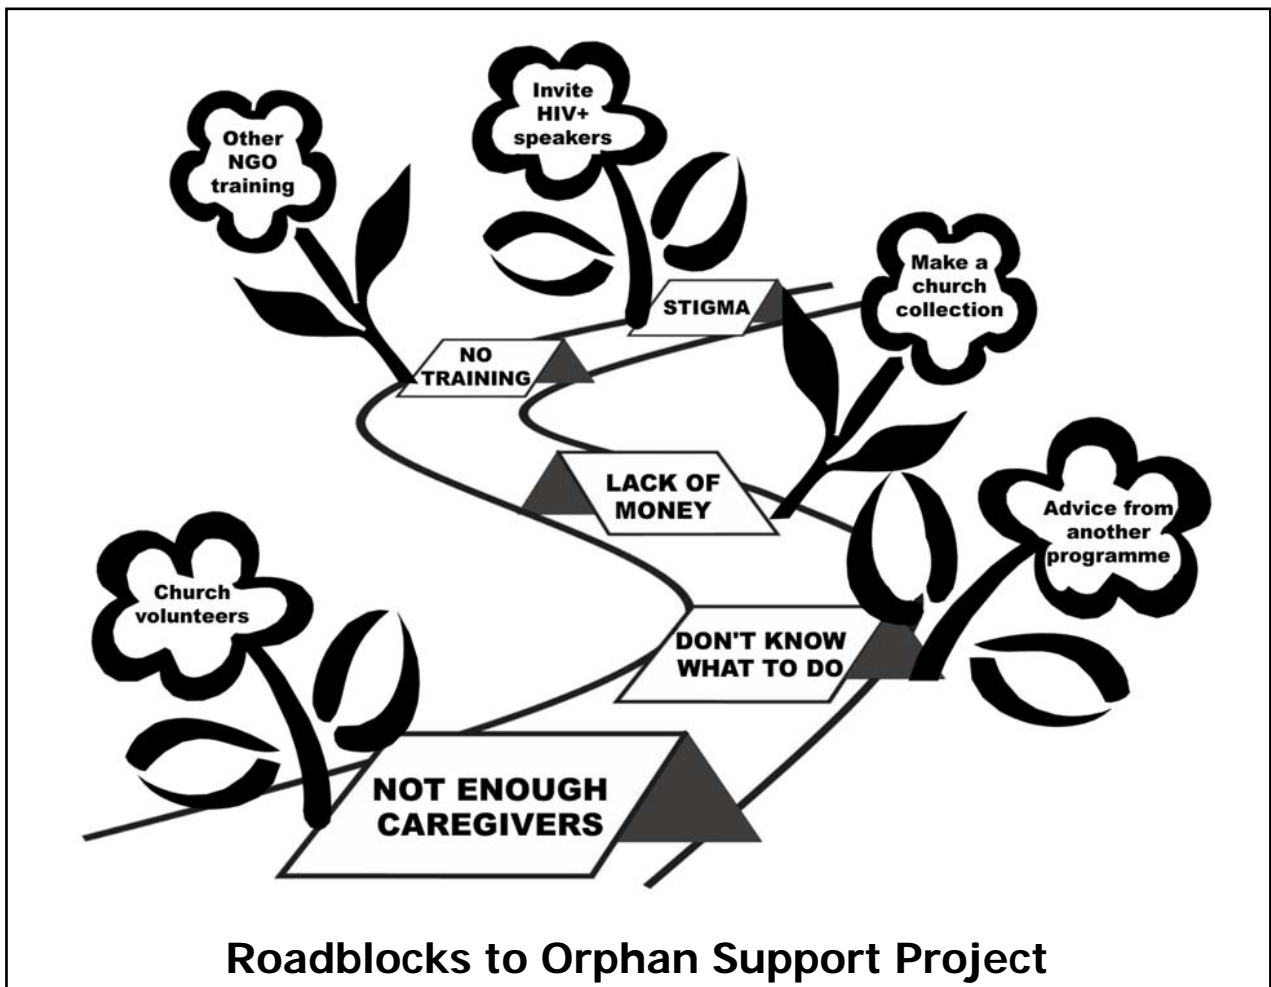 Invite
HIV+
speakers
Other
NGO
training
Make a
church
collection
STIGMA
NO
TRAINING
LACK OF
MONEY
Advice from
another
programme
Church
volunteers
DON'T KNOW
WHAT TO DO
NOT ENOUGH
CAREGIVERS
Roadblocks to Orphan Support Project